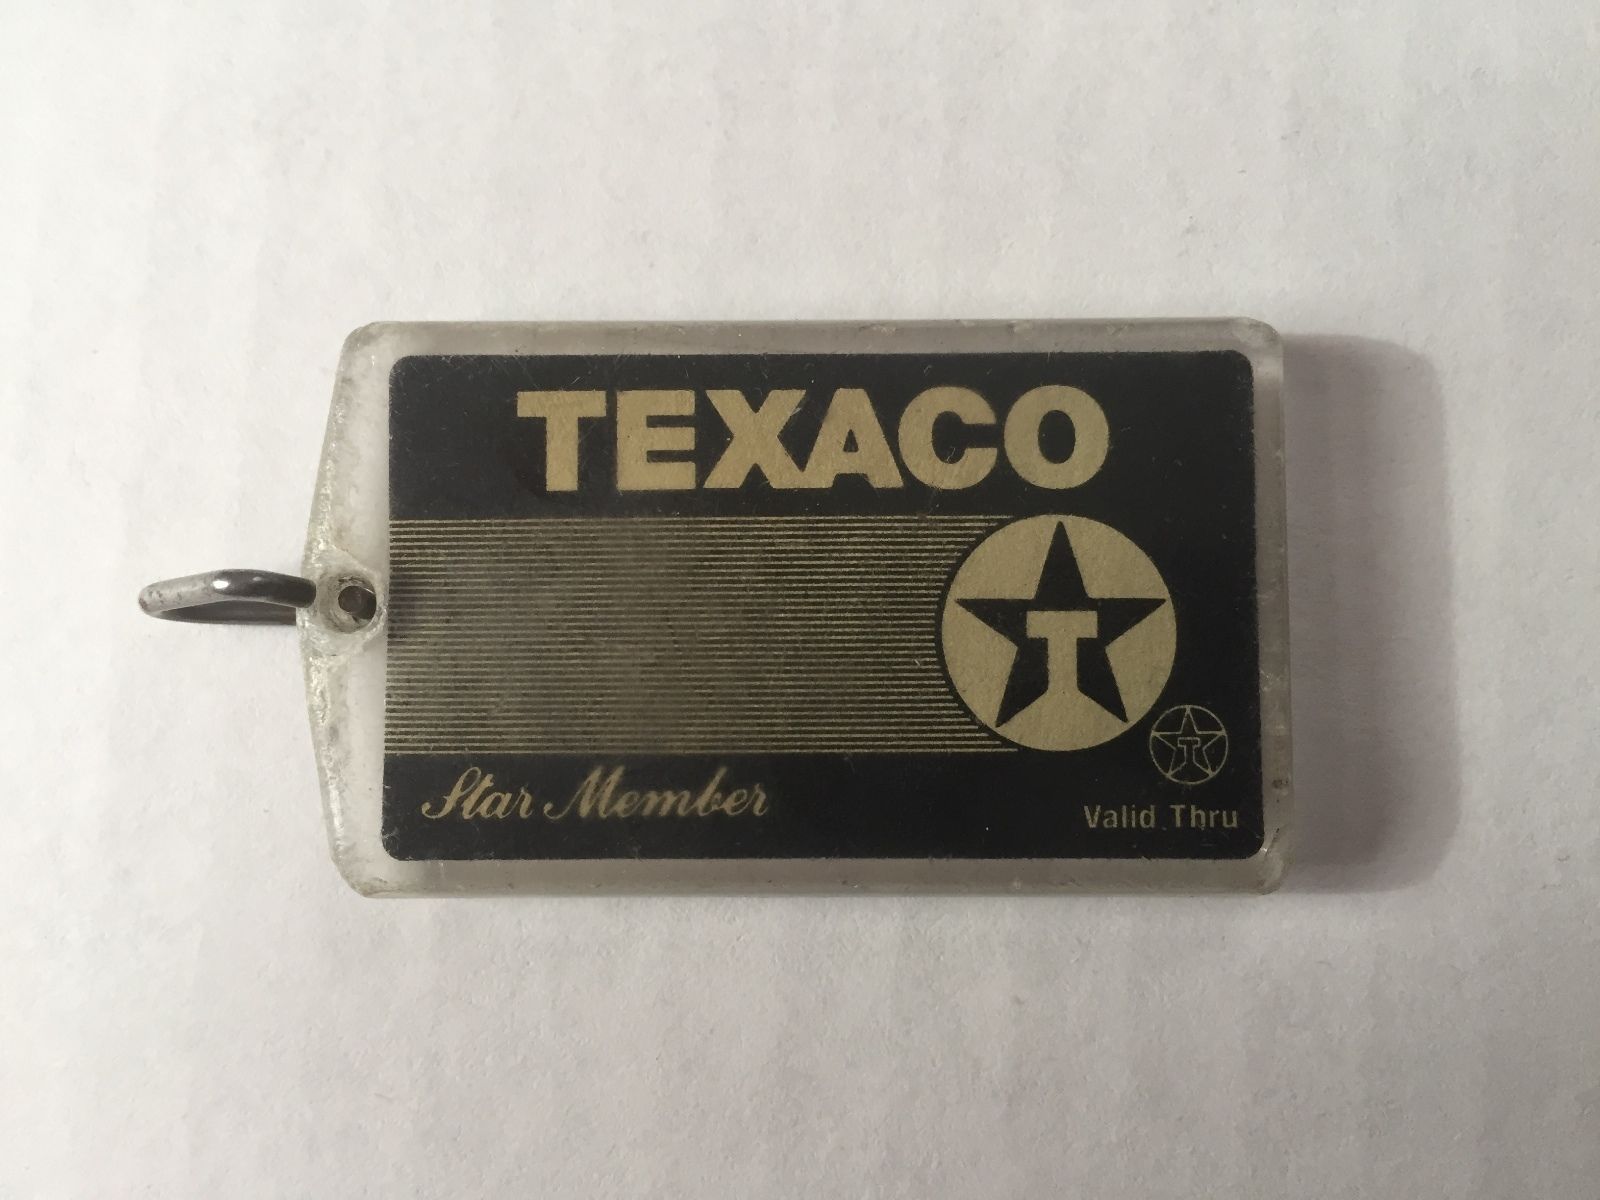 TEXACO
T
T
Star Member
Valid Thru